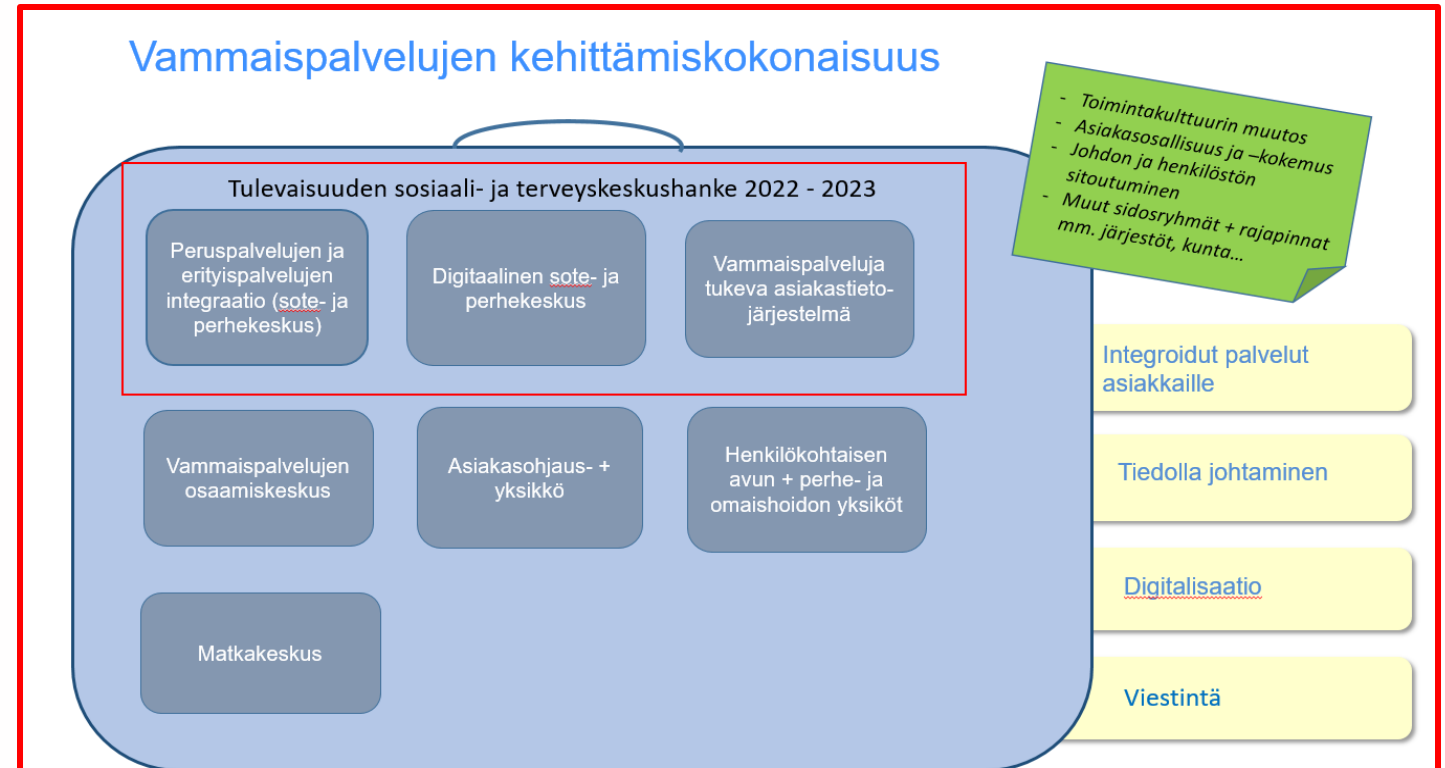 Vammaispalvelujen kehittämiskokonaisuus
- Toimintakulttuurin muutos
- Asiakasosallisuus ja –kokemus
- Johdon ja henkilöstön
sitoutuminen
- Muut sidosryhmät + rajapinnat
mm. järjestöt, kunta…
Tulevaisuuden sosiaali- ja terveyskeskushanke 2022 - 2023
Peruspalvelujen ja
erityispalvelujen
integraatio (sote- ja
perhekeskus)
Digitaalinen sote- ja
perhekeskus
Vammaispalveluja
tukeva asiakastieto-
järjestelmä
Integroidut palvelut
asiakkaille
Vammaispalvelujen
osaamiskeskus
Asiakasohjaus- +
yksikkö
Henkilökohtaisen
avun + perhe- ja
omaishoidon yksiköt
Tiedolla johtaminen
Digitalisaatio
Matkakeskus
Viestintä